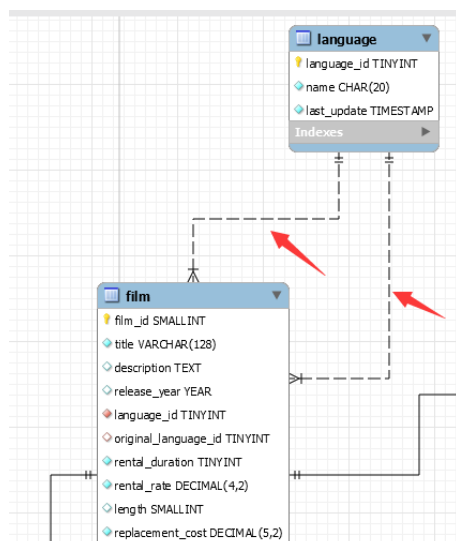 language
language_id TINYINT
name CHAR(20)
last_update TIMESTAMP
Indexes
film
film_id SMALLINT
title VARCHAR(128)
description TEXT
release_year YEAR
language_id TINYINT
original_language_id TINYINT
rental_duration TINYINT
rental_rate DECIMAL(4,2)
length SMALLINT
replacement_cost DECIMAL(5,2)